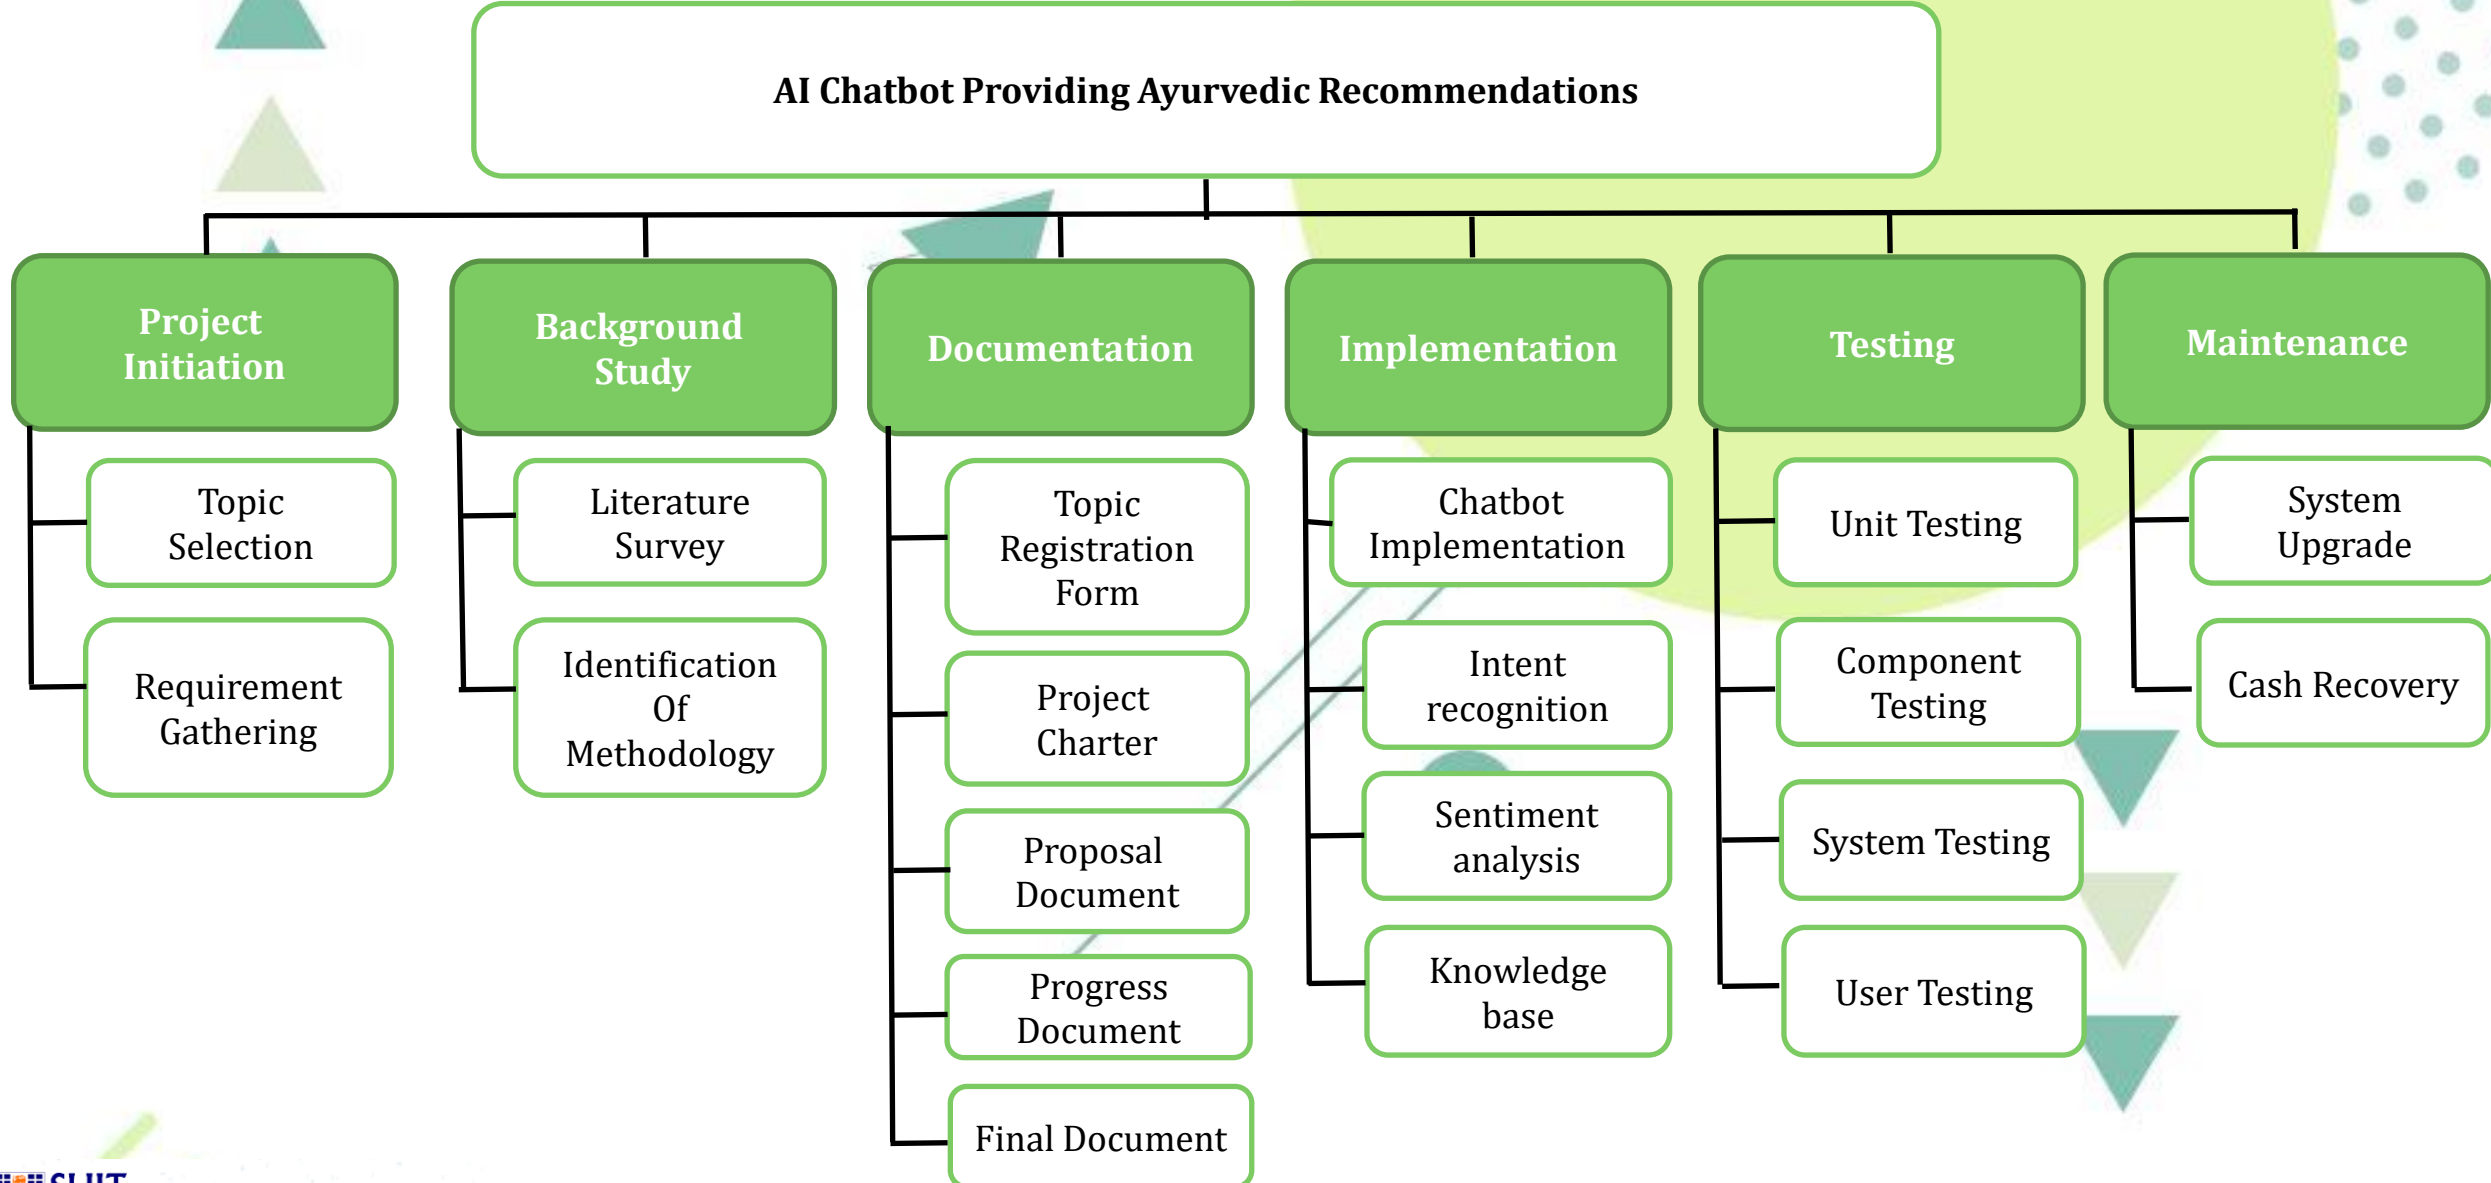 AI Chatbot Providing Ayurvedic Recommendations
Project
Initiation
Topic
Selection
Requirement
Gathering
Background
Study
Literature
Survey
Identification
Of
Methodology
Documentation
Topic
Registration
Form
Project
Charter
Proposal
Document
Progress
Document
Final Document
Implementation
Chatbot
Implementation
Intent
recognition
Sentiment
analysis
Knowledge
base
Testing
Unit Testing
Component
Testing
System Testing
User Testing
Maintenance
System
Upgrade
Cash Recovery
SLIIT